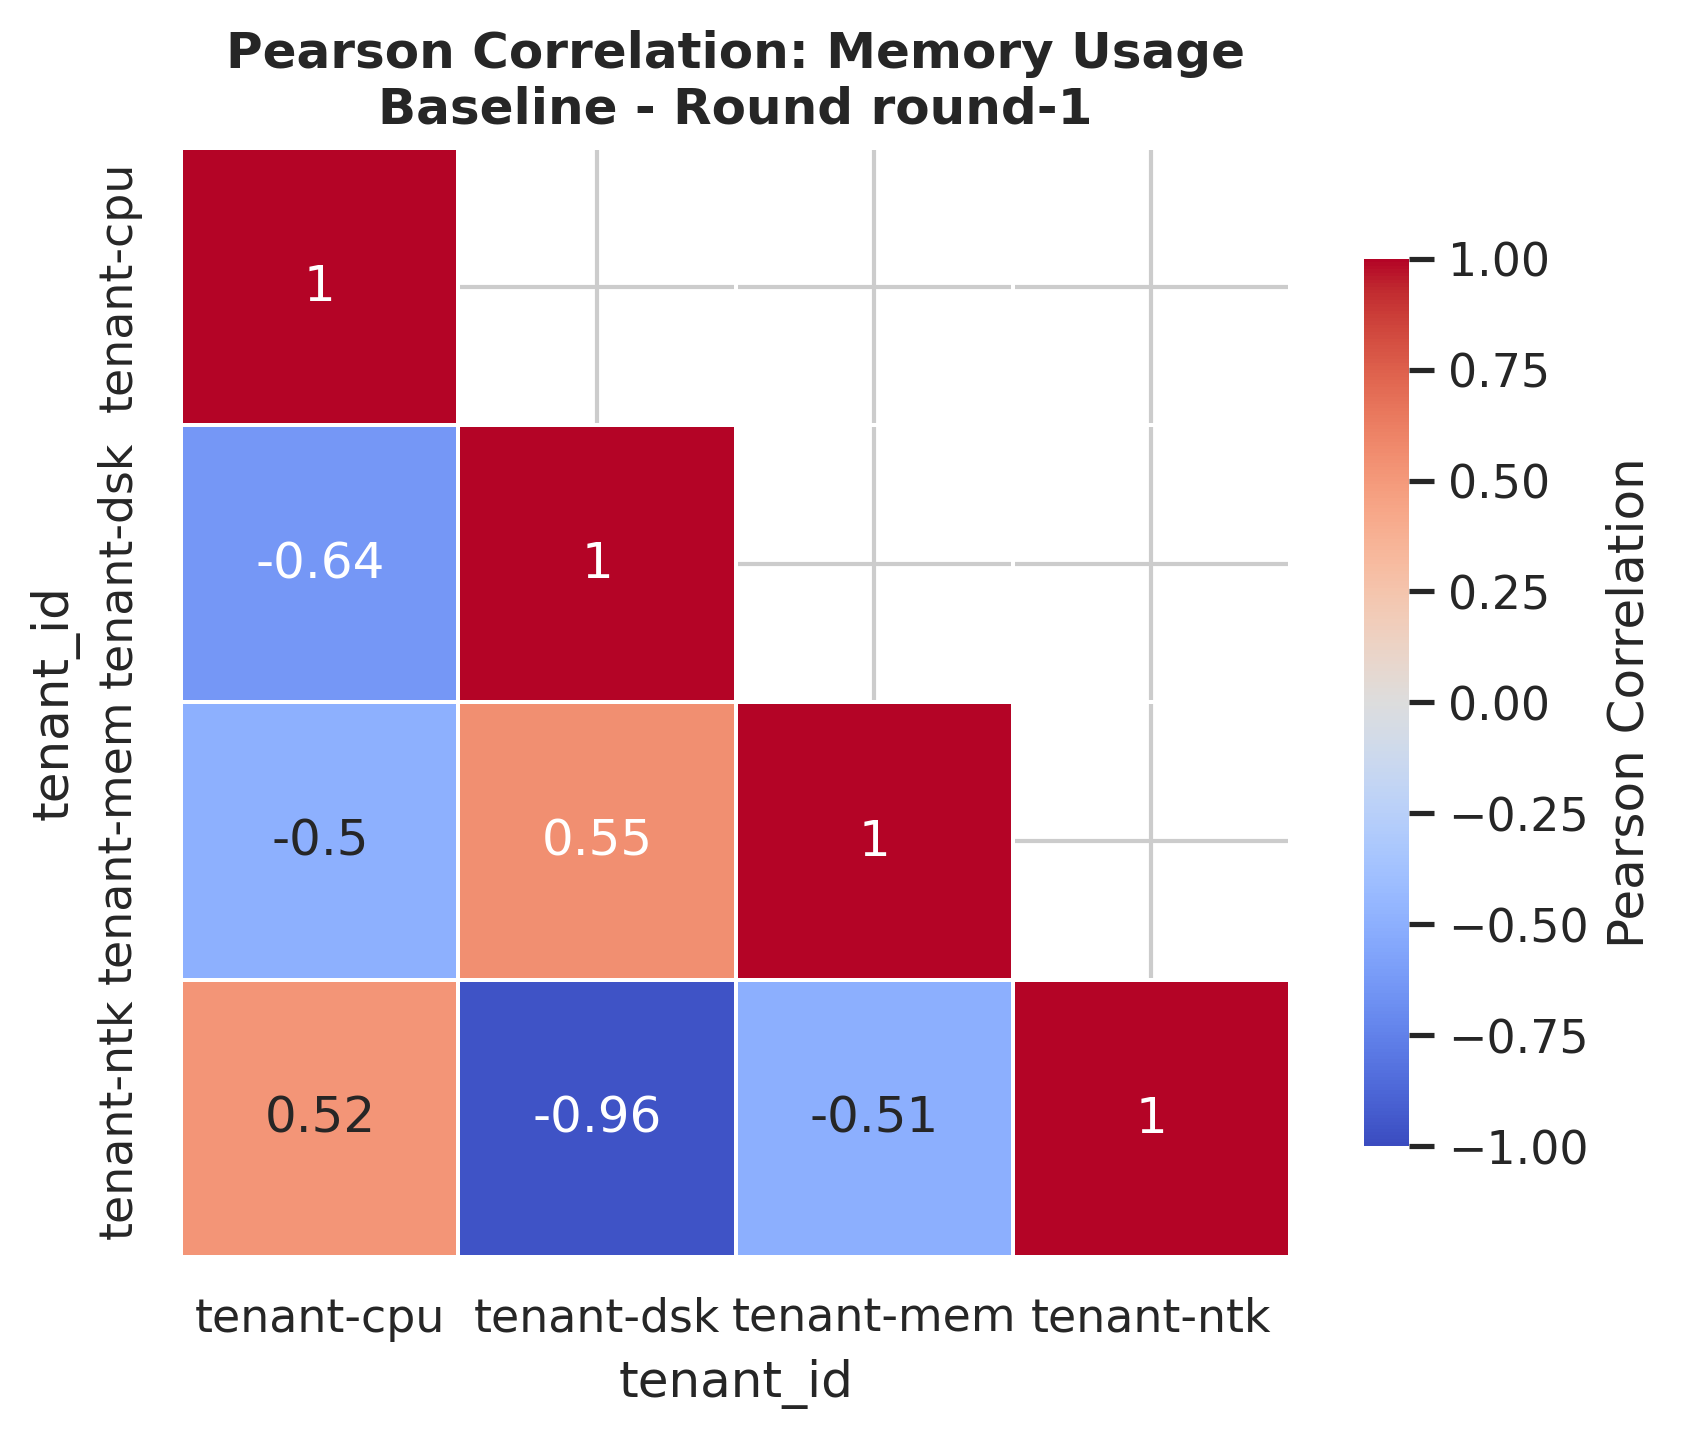 Pearson Correlation: Memory Usage
Baseline - Round round-1
tenant_id
tenant-cpu
tenant-dsk
tenant-mem
tenant-ntk
1
-0.64
1
-0.5
0.55
1
0.52
-0.96
-0.51
1
tenant-cpu
tenant-dsk
tenant-mem
tenant-ntk
tenant_id
1.00
0.75
0.50
0.25
0.00
−0.25
−0.50
−0.75
−1.00
Pearson Correlation